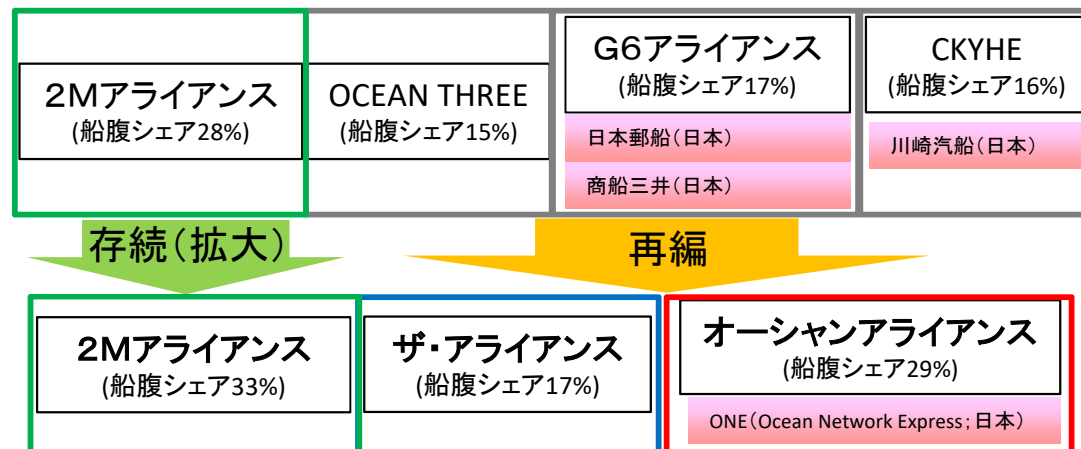 2Mアライアンス
(船腹シェア28%)
OCEAN THREE
(船腹シェア15%)
G6アライアンス
(船腹シェア17%)
日本郵船(日本)
商船三井(日本)
CKYHE
(船腹シェア16%)
川崎汽船(日本)
存続(拡大)
再編
2Mアライアンス
(船腹シェア33%)
ザ・アライアンス
(船腹シェア17%)
オーシャンアライアンス
(船腹シェア29%)
ONE(Ocean Network Express;日本)